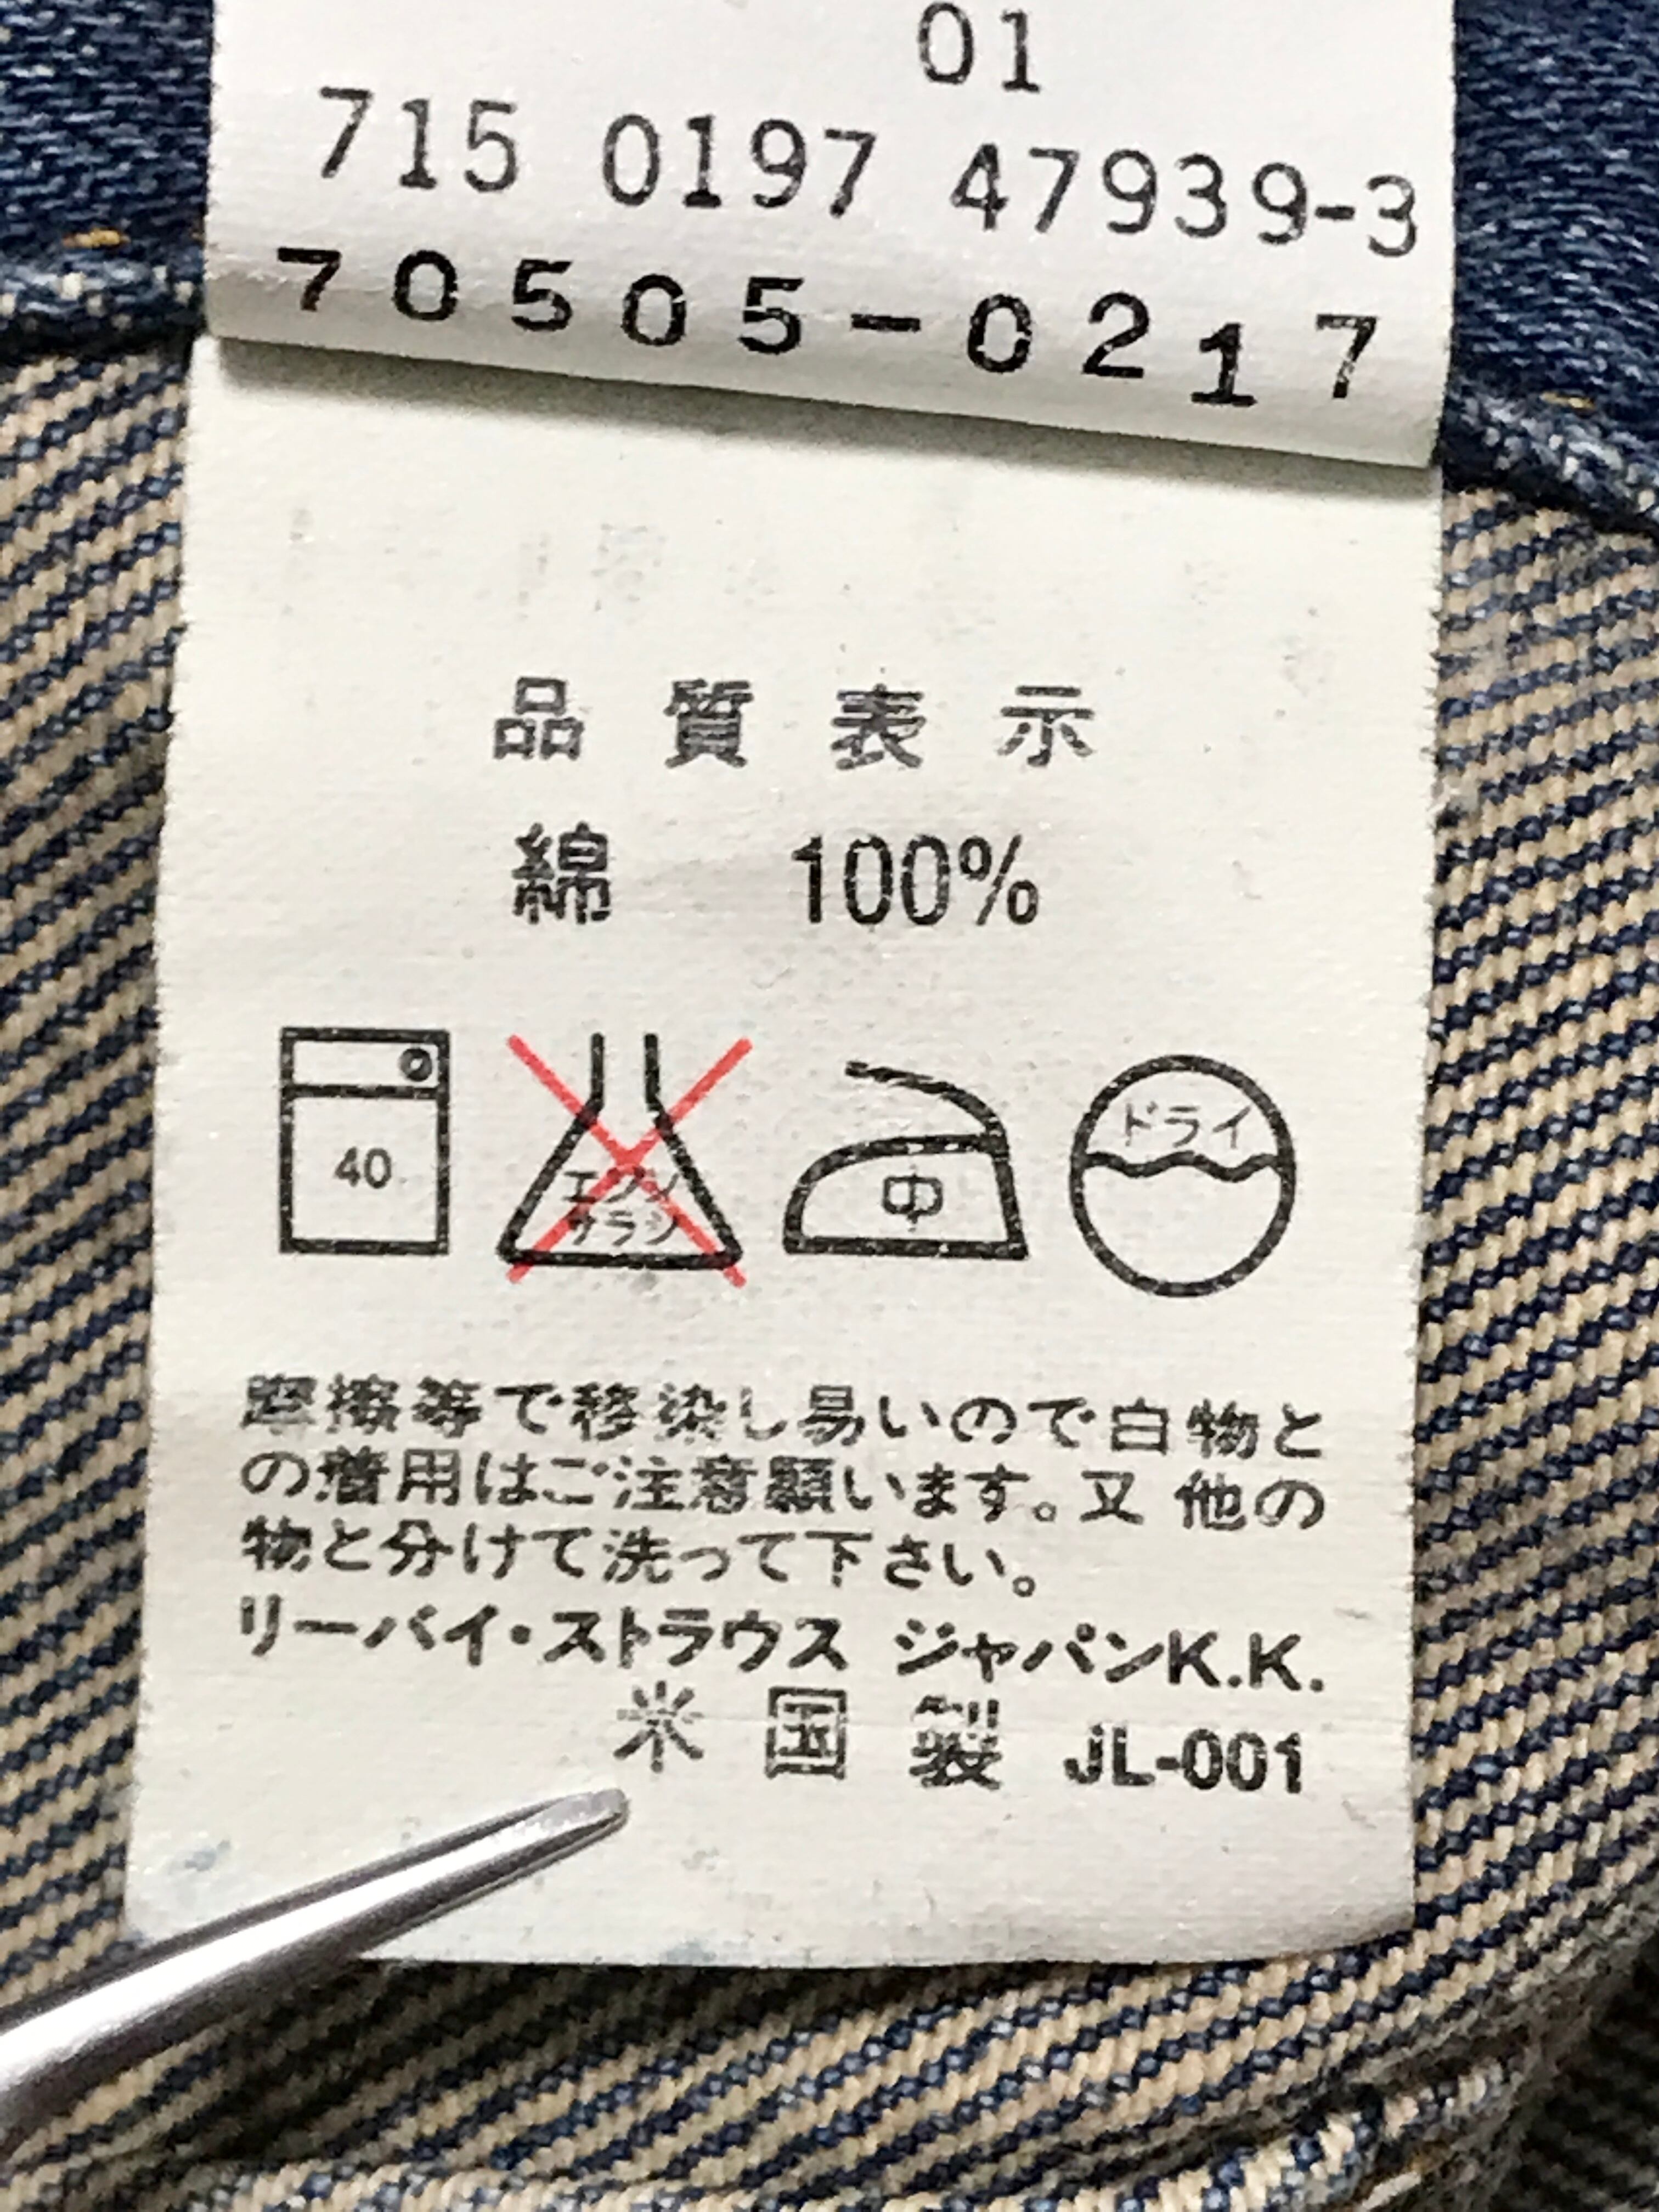 01
715 0197 47939-3
70505-0217
品質表示
綿 100%
40
エンソ
サラシ
中
ドライ
摩擦等で移染し易いので白物と
の着用はご注意願います。又 他の
物と分けて洗って下さい。
リーバイ・ストラウス ジャパンK.K.
米国製 JL-001